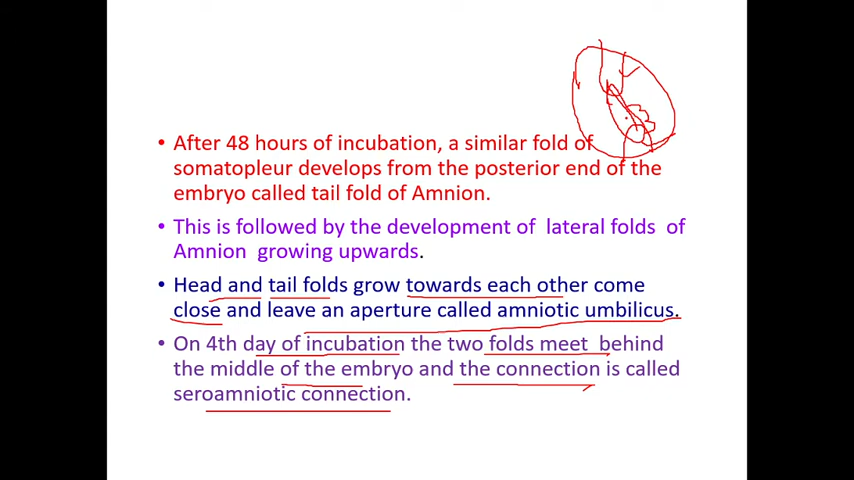 • After 48 hours of incubation, a similar fold of
somatopleur develops from the posterior end of the
embryo called tail fold of Amnion.
• This is followed by the development of lateral folds of
Amnion growing upwards.
• Head and tail folds grow towards each other come
close and leave an aperture called amniotic umbilicus.
• On 4th day of incubation the two folds meet behind
the middle of the embryo and the connection is called
seroamniotic connection.